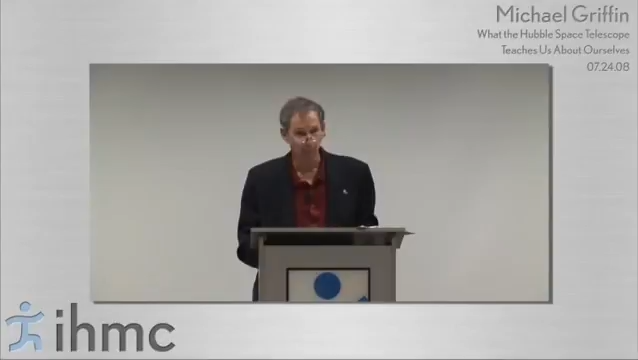 Michael Griffin
What the Hubble Space Telescope
Teaches Us About Ourselves
07.24.08
ihmc